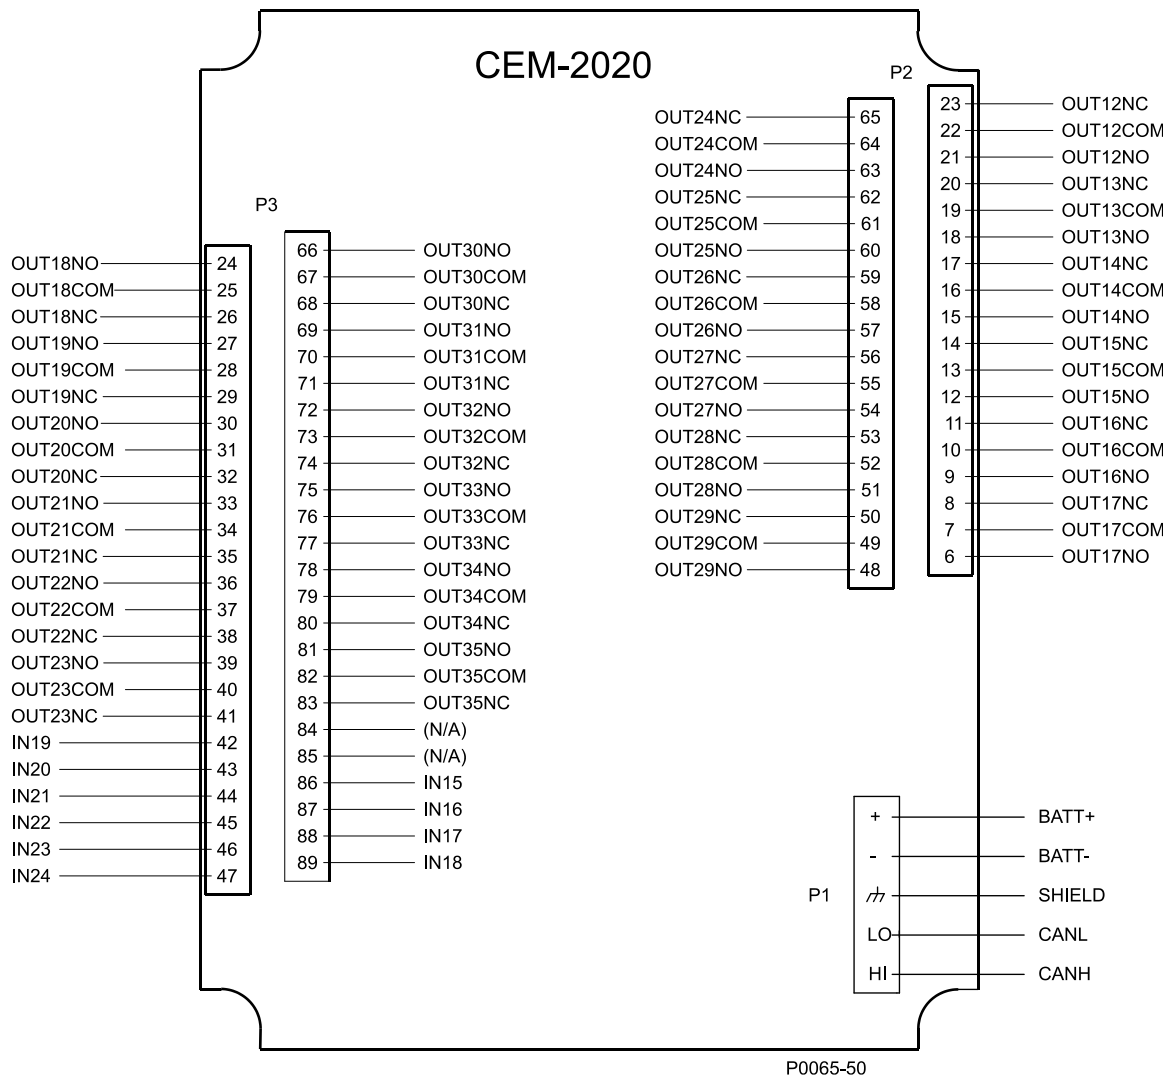 CEM-2020
P2
P3
P1
OUT18NO 24
OUT18COM 25
OUT18NC 26
OUT19NO 27
OUT19COM 28
OUT19NC 29
OUT20NO 30
OUT20COM 31
OUT20NC 32
OUT21NO 33
OUT21COM 34
OUT21NC 35
OUT22NO 36
OUT22COM 37
OUT22NC 38
OUT23NO 39
OUT23COM 40
OUT23NC 41
IN19 42
IN20 43
IN21 44
IN22 45
IN23 46
IN24 47
66 OUT30NO
67 OUT30COM
68 OUT30NC
69 OUT31NO
70 OUT31COM
71 OUT31NC
72 OUT32NO
73 OUT32COM
74 OUT32NC
75 OUT33NO
76 OUT33COM
77 OUT33NC
78 OUT34NO
79 OUT34COM
80 OUT34NC
81 OUT35NO
82 OUT35COM
83 OUT35NC
84 (N/A)
85 (N/A)
86 IN15
87 IN16
88 IN17
89 IN18
OUT24NC 65
OUT24COM 64
OUT24NO 63
OUT25NC 62
OUT25COM 61
OUT25NO 60
OUT26NC 59
OUT26COM 58
OUT26NO 57
OUT27NC 56
OUT27COM 55
OUT27NO 54
OUT28NC 53
OUT28COM 52
OUT28NO 51
OUT29NC 50
OUT29COM 49
OUT29NO 48
23 OUT12NC
22 OUT12COM
21 OUT12NO
20 OUT13NC
19 OUT13COM
18 OUT13NO
17 OUT14NC
16 OUT14COM
15 OUT14NO
14 OUT15NC
13 OUT15COM
12 OUT15NO
11 OUT16NC
10 OUT16COM
9 OUT16NO
8 OUT17NC
7 OUT17COM
6 OUT17NO
+ BATT+
- BATT-
SHIELD
LO CANL
HI CANH
P0065-50